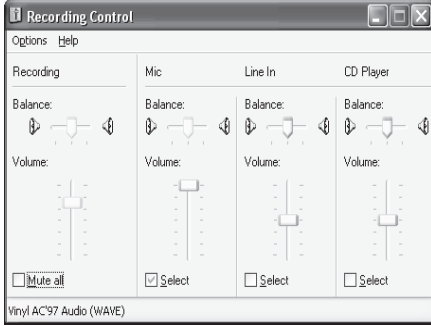 Recording Control
Options Help
Recording Mic Line In CD Player
Balance: Balance: Balance: Balance:
Volume: Volume: Volume: Volume:
Mute all Select Select Select
Vinyl AC'97 Audio (WAVE)